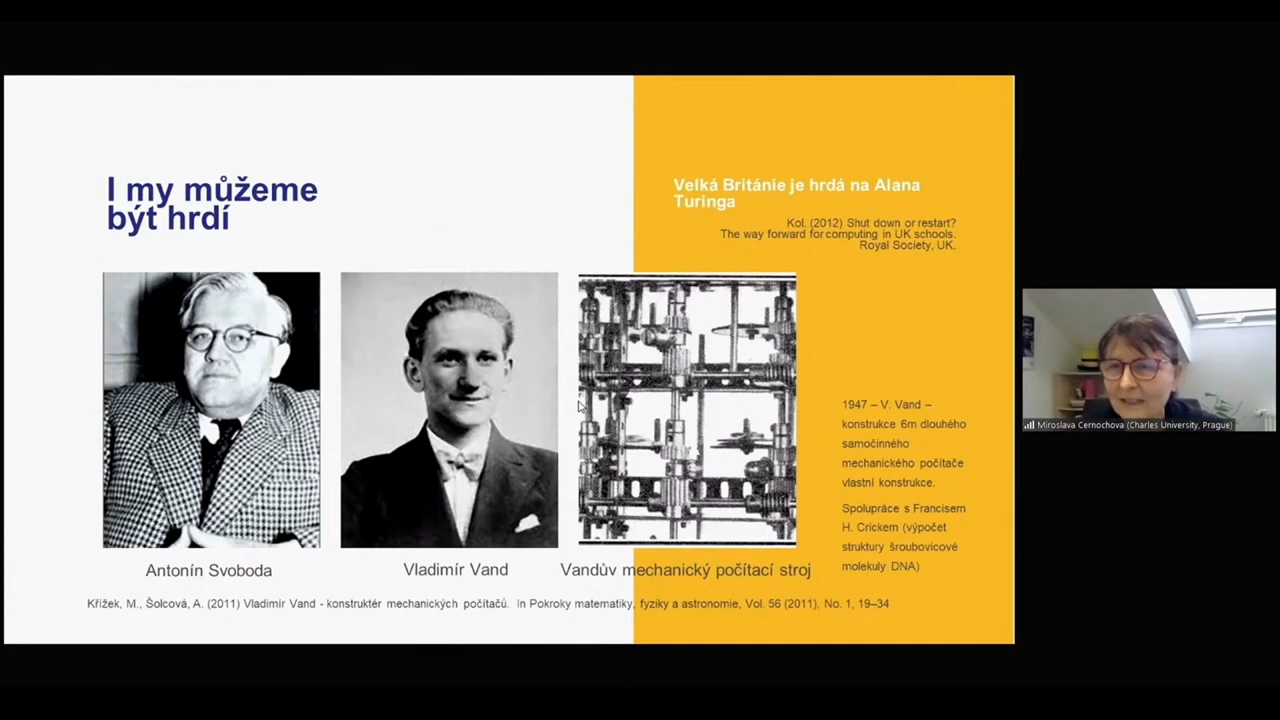 I my můžeme
být hrdí
Velká Británie je hrdá na Alana
Turinga
Kol. (2012) Shut down or restart?
The way forward for computing in UK schools.
Royal Society, UK.
1947 – V. Vand –
konstrukce 6m dlouhého
samočinného
mechanického počítače
vlastní konstrukce.
Spolupráce s Francisem
H. Crickem (výpočet
struktury šroubovicové
molekuly DNA)
Antonín Svoboda
Vladimír Vand
Vandův mechanický počítací stroj
Křížek, M., Šolcová, A. (2011) Vladimír Vand - konstruktér mechanických počítačů. In Pokroky matematiky, fyziky a astronomie, Vol. 56 (2011), No. 1, 19–34
Miroslava Cernochova (Charles University, Prague)